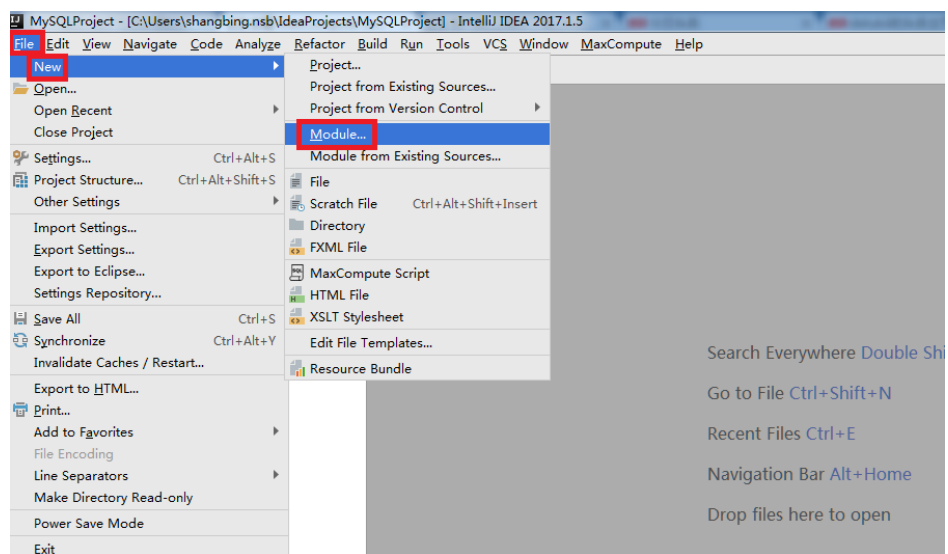 MySQLProject - [C:\Users\shangbing.nsb\IdeaProjects\MySQLProject] - IntelliJ IDEA 2017.1.5
File Edit View Navigate Code Analyze Refactor Build Run Tools VCS Window MaxCompute Help
New
Open...
Open Recent
Close Project
Settings... Ctrl+Alt+S
Project Structure... Ctrl+Alt+Shift+S
Other Settings
Import Settings...
Export Settings...
Export to Eclipse...
Settings Repository...
Save All Ctrl+S
Synchronize Ctrl+Alt+Y
Invalidate Caches / Restart...
Export to HTML...
Print...
Add to Favorites
File Encoding
Line Separators
Make Directory Read-only
Power Save Mode
Exit
Project...
Project from Existing Sources...
Project from Version Control
Module...
Module from Existing Sources...
File
Scratch File Ctrl+Alt+Shift+Insert
Directory
FXML File
MaxCompute Script
HTML File
XSLT Stylesheet
Edit File Templates...
Resource Bundle
Search Everywhere Double Shi
Go to File Ctrl+Shift+N
Recent Files Ctrl+E
Navigation Bar Alt+Home
Drop files here to open